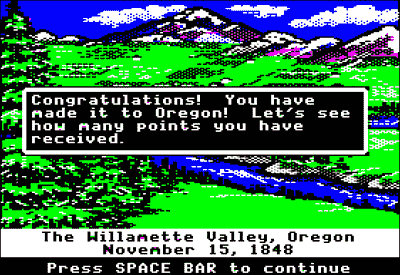 Congratulations!  You have
made it to Oregon!  Let's see
how many points you have
received.
The Willamette Valley, Oregon
November 15, 1848
Press SPACE BAR to continue